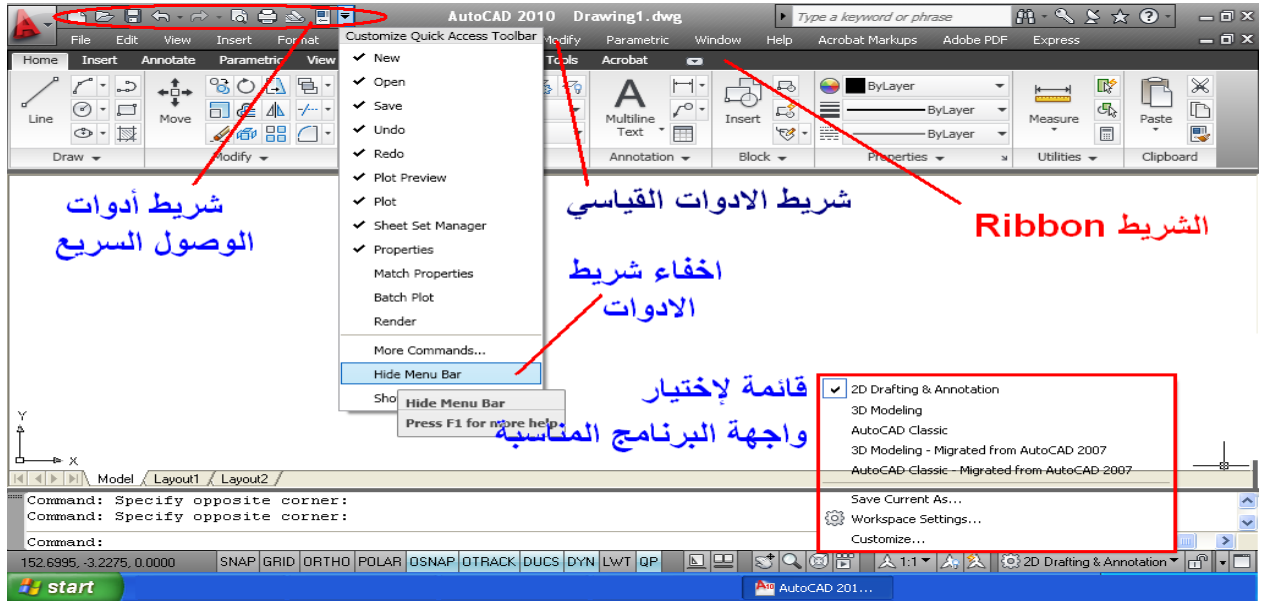 AutoCAD 2010 Drawing1.dwg
Type a keyword or phrase
File Edit View Insert Format Modify Parametric Window Help Acrobat Markups Adobe PDF Express
Customize Quick Access Toolbar
Home Insert Annotate Parametric View Tools Acrobat
New
Open
Save
Undo
Redo
Plot Preview
Plot
Sheet Set Manager
Properties
Match Properties
Batch Plot
Render
More Commands...
Hide Menu Bar
Sho
Hide Menu Bar
Press F1 for more help
Line
Move
Multiline
Text
Insert
ByLayer
ByLayer
ByLayer
Measure
Paste
Draw Modify Annotation Block Properties Utilities Clipboard
شريط أدوات
الوصول السريع
شريط الادوات القياسي
الشريط Ribbon
اخفاء شريط
الادوات
قائمة لإختيار
واجهة البرنامج المناسبة
2D Drafting & Annotation
3D Modeling
AutoCAD Classic
3D Modeling - Migrated from AutoCAD 2007
AutoCAD Classic - Migrated from AutoCAD 2007
Save Current As...
Workspace Settings...
Customize...
Y
X
Model Layout1 Layout2
Command: Specify opposite corner:
Command: Specify opposite corner:
Command:
152.6995, -3.2275, 0.0000 SNAP GRID ORTHO POLAR OSNAP OTRACK DUCS DYN LWT QP 1:1 2D Drafting & Annotation
start
AutoCAD 201...